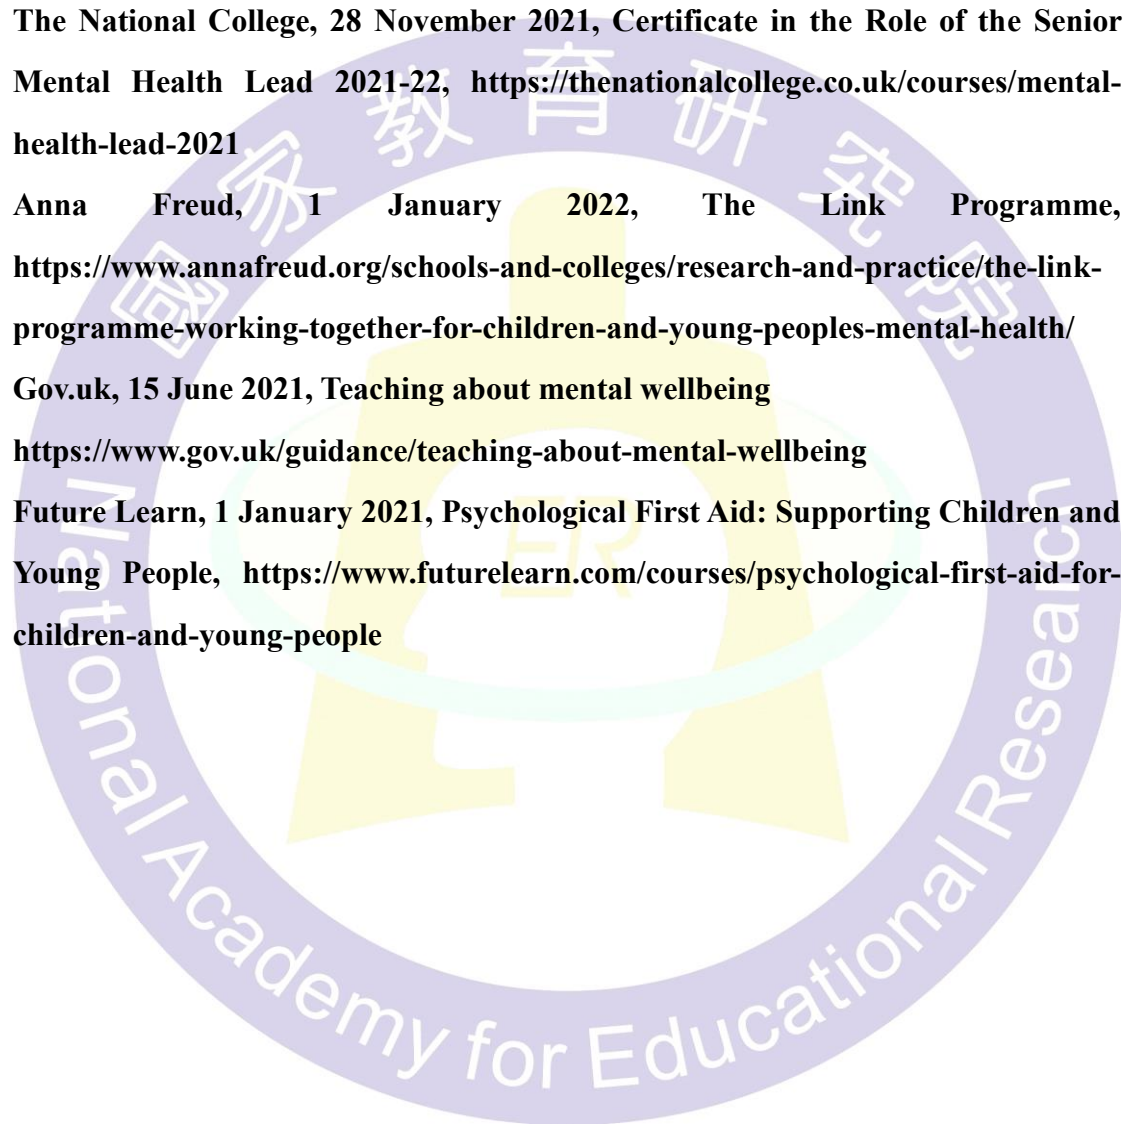 The National College, 28 November 2021, Certificate in the Role of the Senior
Mental Health Lead 2021-22, https://thenationalcollege.co.uk/courses/mental-
health-lead-2021
Anna Freud, 1 January 2022, The Link Programme,
https://www.annafreud.org/schools-and-colleges/research-and-practice/the-link-
programme-working-together-for-children-and-young-peoples-mental-health/
Gov.uk, 15 June 2021, Teaching about mental wellbeing
https://www.gov.uk/guidance/teaching-about-mental-wellbeing
Future Learn, 1 January 2021, Psychological First Aid: Supporting Children and
Young People, https://www.futurelearn.com/courses/psychological-first-aid-for-
children-and-young-people
國家教育研究院
National Academy for Educational Research
ER